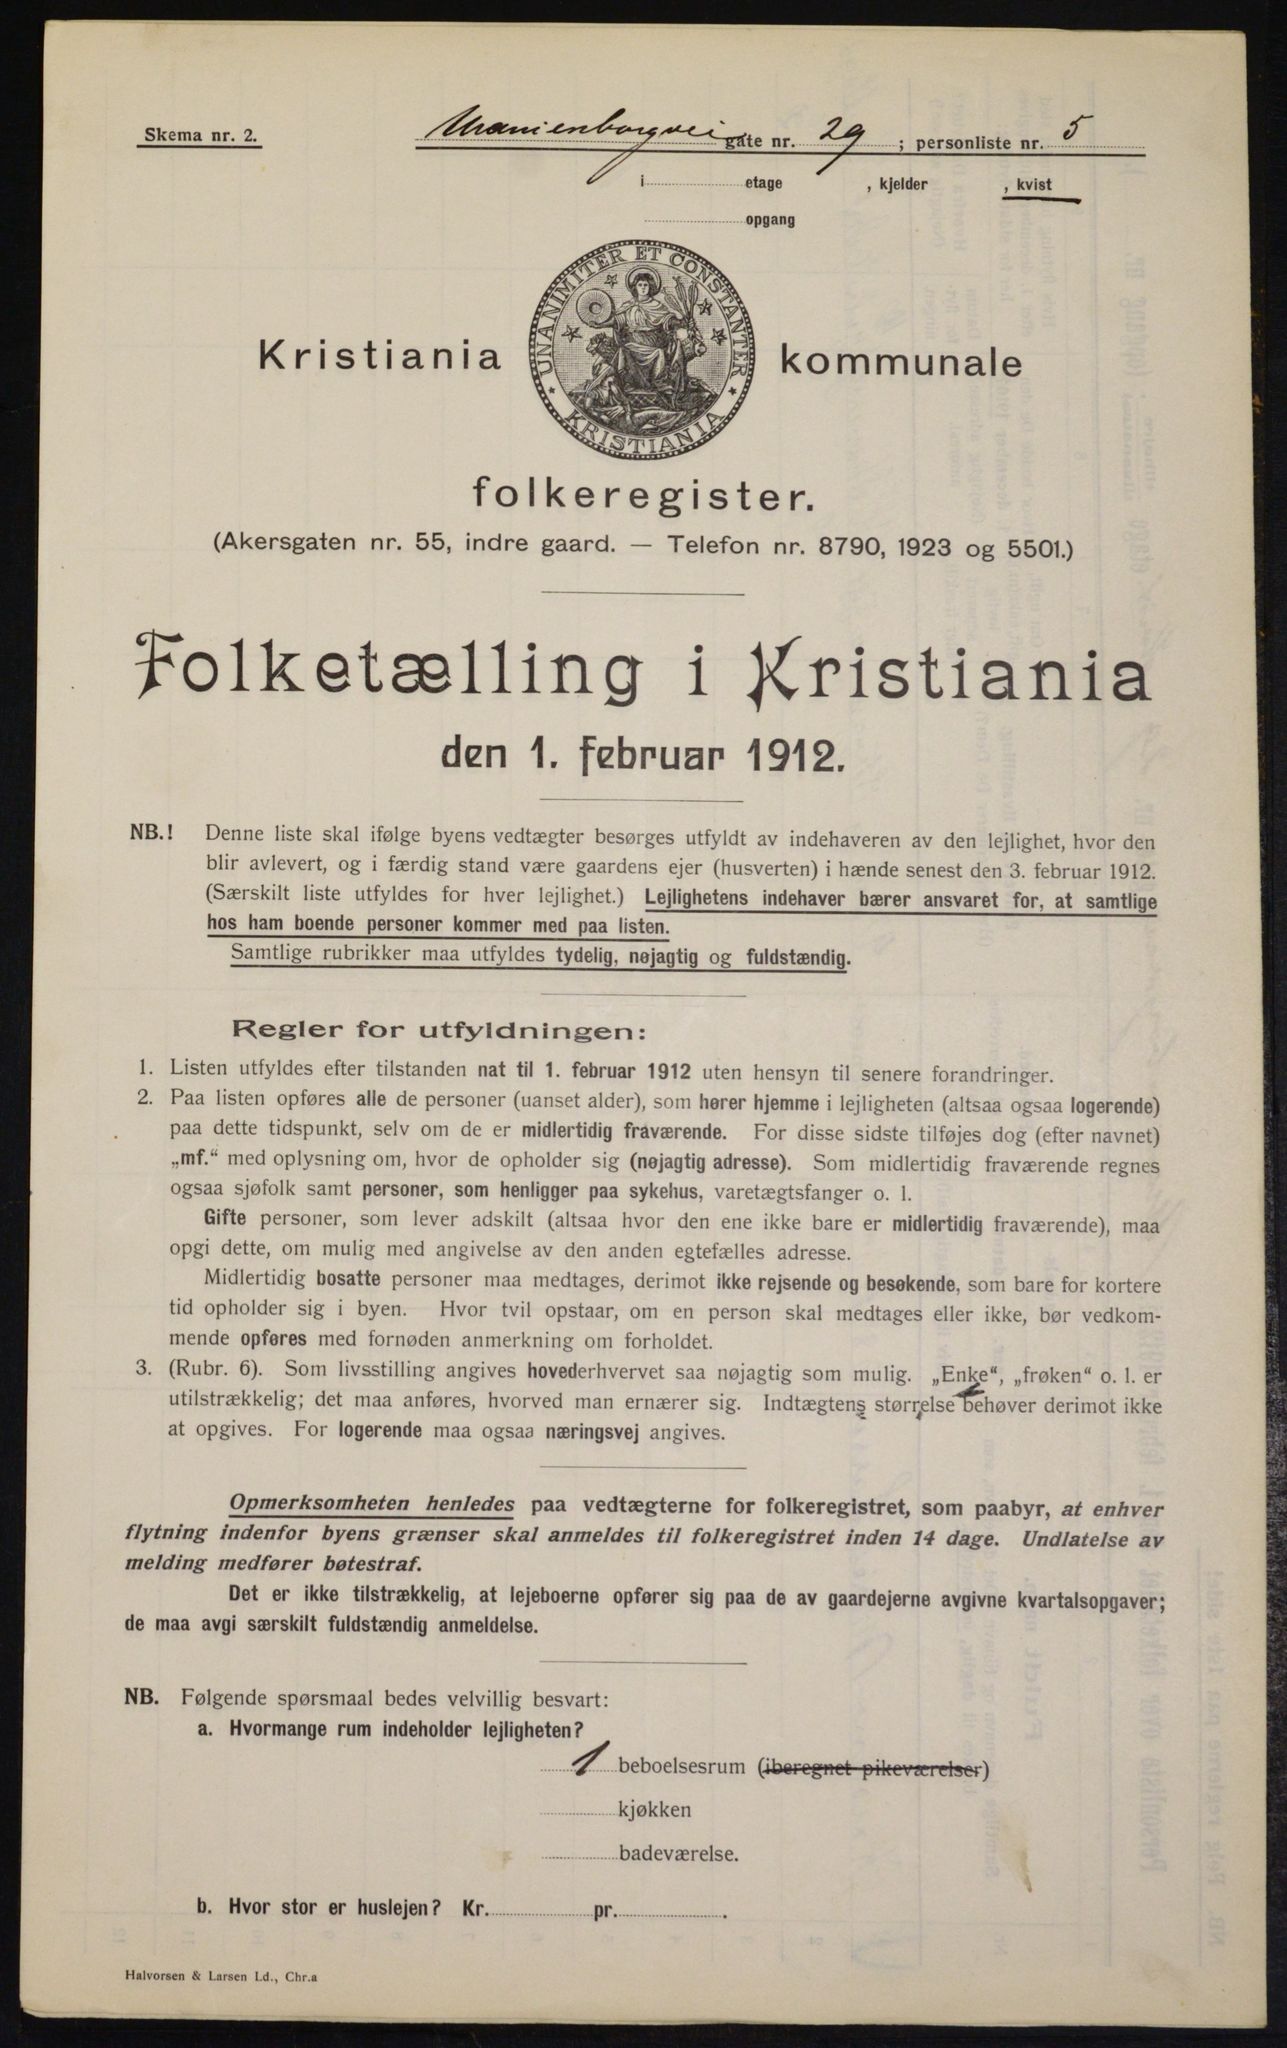 Skema nr. 2.
Uranienborgvei gate nr. 29; personliste nr. 5
i etage , kjelder , kvist
opgang
UNANIMITER ET CONSTANTER
KRISTIANIA
Kristiania kommunale
folkeregister.
(Akersgaten nr. 55, indre gaard. — Telefon nr. 8790, 1923 og 5501.)
Folketælling i Kristiania
den 1. februar 1912.
NB.! Denne liste skal ifølge byens vedtægter besørges utfyldt av indehaveren av den lejlighet, hvor den
blir avlevert, og i færdig stand være gaardens ejer (husverten) i hænde senest den 3. februar 1912.
(Særskilt liste utfyldes for hver lejlighet.) Lejlighetens indehaver bærer ansvaret for, at samtlige
hos ham boende personer kommer med paa listen.
Samtlige rubrikker maa utfyldes tydelig, nøjagtig og fuldstændig.
Regler for utfyldningen:
1. Listen utfyldes efter tilstanden nat til 1. februar 1912 uten hensyn til senere forandringer.
2. Paa listen opføres alle de personer (uanset alder), som hører hjemme i lejligheten (altsaa ogsaa logerende)
paa dette tidspunkt, selv om de er midlertidig fraværende. For disse sidste tilføjes dog (efter navnet)
„mf.“ med oplysning om, hvor de opholder sig (nøjagtig adresse). Som midlertidig fraværende regnes
ogsaa sjøfolk samt personer, som henligger paa sykehus, varetægtsfanger o. l.
Gifte personer, som lever adskilt (altsaa hvor den ene ikke bare er midlertidig fraværende), maa
opgi dette, om mulig med angivelse av den anden egtefælles adresse.
Midlertidig bosatte personer maa medtages, derimot ikke rejsende og besøkende, som bare for kortere
tid opholder sig i byen. Hvor tvil opstaar, om en person skal medtages eller ikke, bør vedkom-
mende opføres med fornøden anmerkning om forholdet.
3. (Rubr. 6). Som livsstilling angives hovederhvervet saa nøjagtig som mulig. „Enke“, „frøken“ o. l. er
utilstrækkelig; det maa anføres, hvorved man ernærer sig. Indtægtens størrelse behøver derimot ikke
at opgives. For logerende maa ogsaa næringsvej angives.
Opmerksomheten henledes paa vedtægterne for folkeregistret, som paabyr, at enhver
flytning indenfor byens grænser skal anmeldes til folkeregistret inden 14 dage. Undlatelse av
melding medfører bøtestraf.
Det er ikke tilstrækkelig, at lejeboerne opfører sig paa de av gaardejerne avgivne kvartalsopgaver;
de maa avgi særskilt fuldstændig anmeldelse.
NB. Følgende spørsmaal bedes velvillig besvart:
a. Hvormange rum indeholder lejligheten?
1 beboelsesrum (iberegnet pikeværelser)
kjøkken
badeværelse.
b. Hvor stor er huslejen? Kr. pr. .
Halvorsen & Larsen Ld., Chr.a